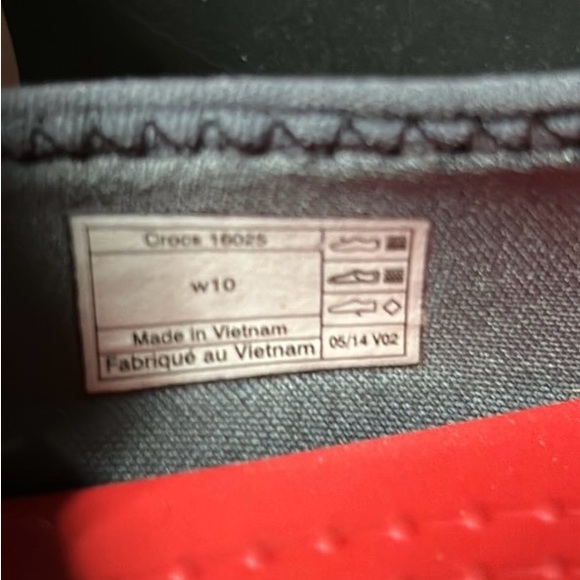 Crocs 16025
w10
Made in Vietnam
Fabriqué au Vietnam
05/14 V02